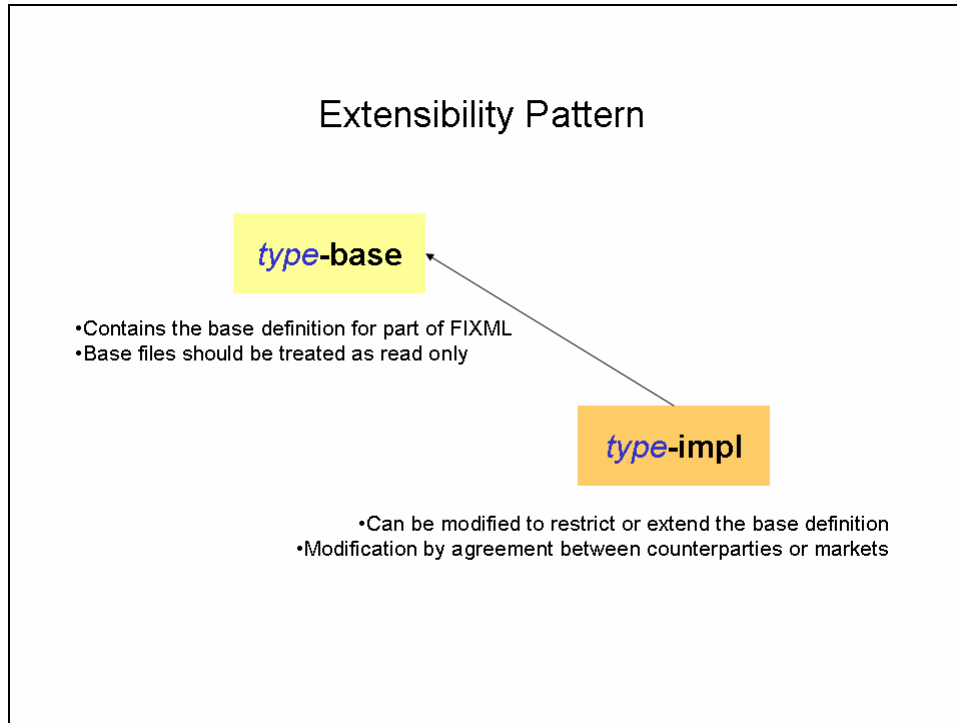 Extensibility Pattern
type-base
•Contains the base definition for part of FIXML
•Base files should be treated as read only
type-impl
•Can be modified to restrict or extend the base definition
•Modification by agreement between counterparties or markets